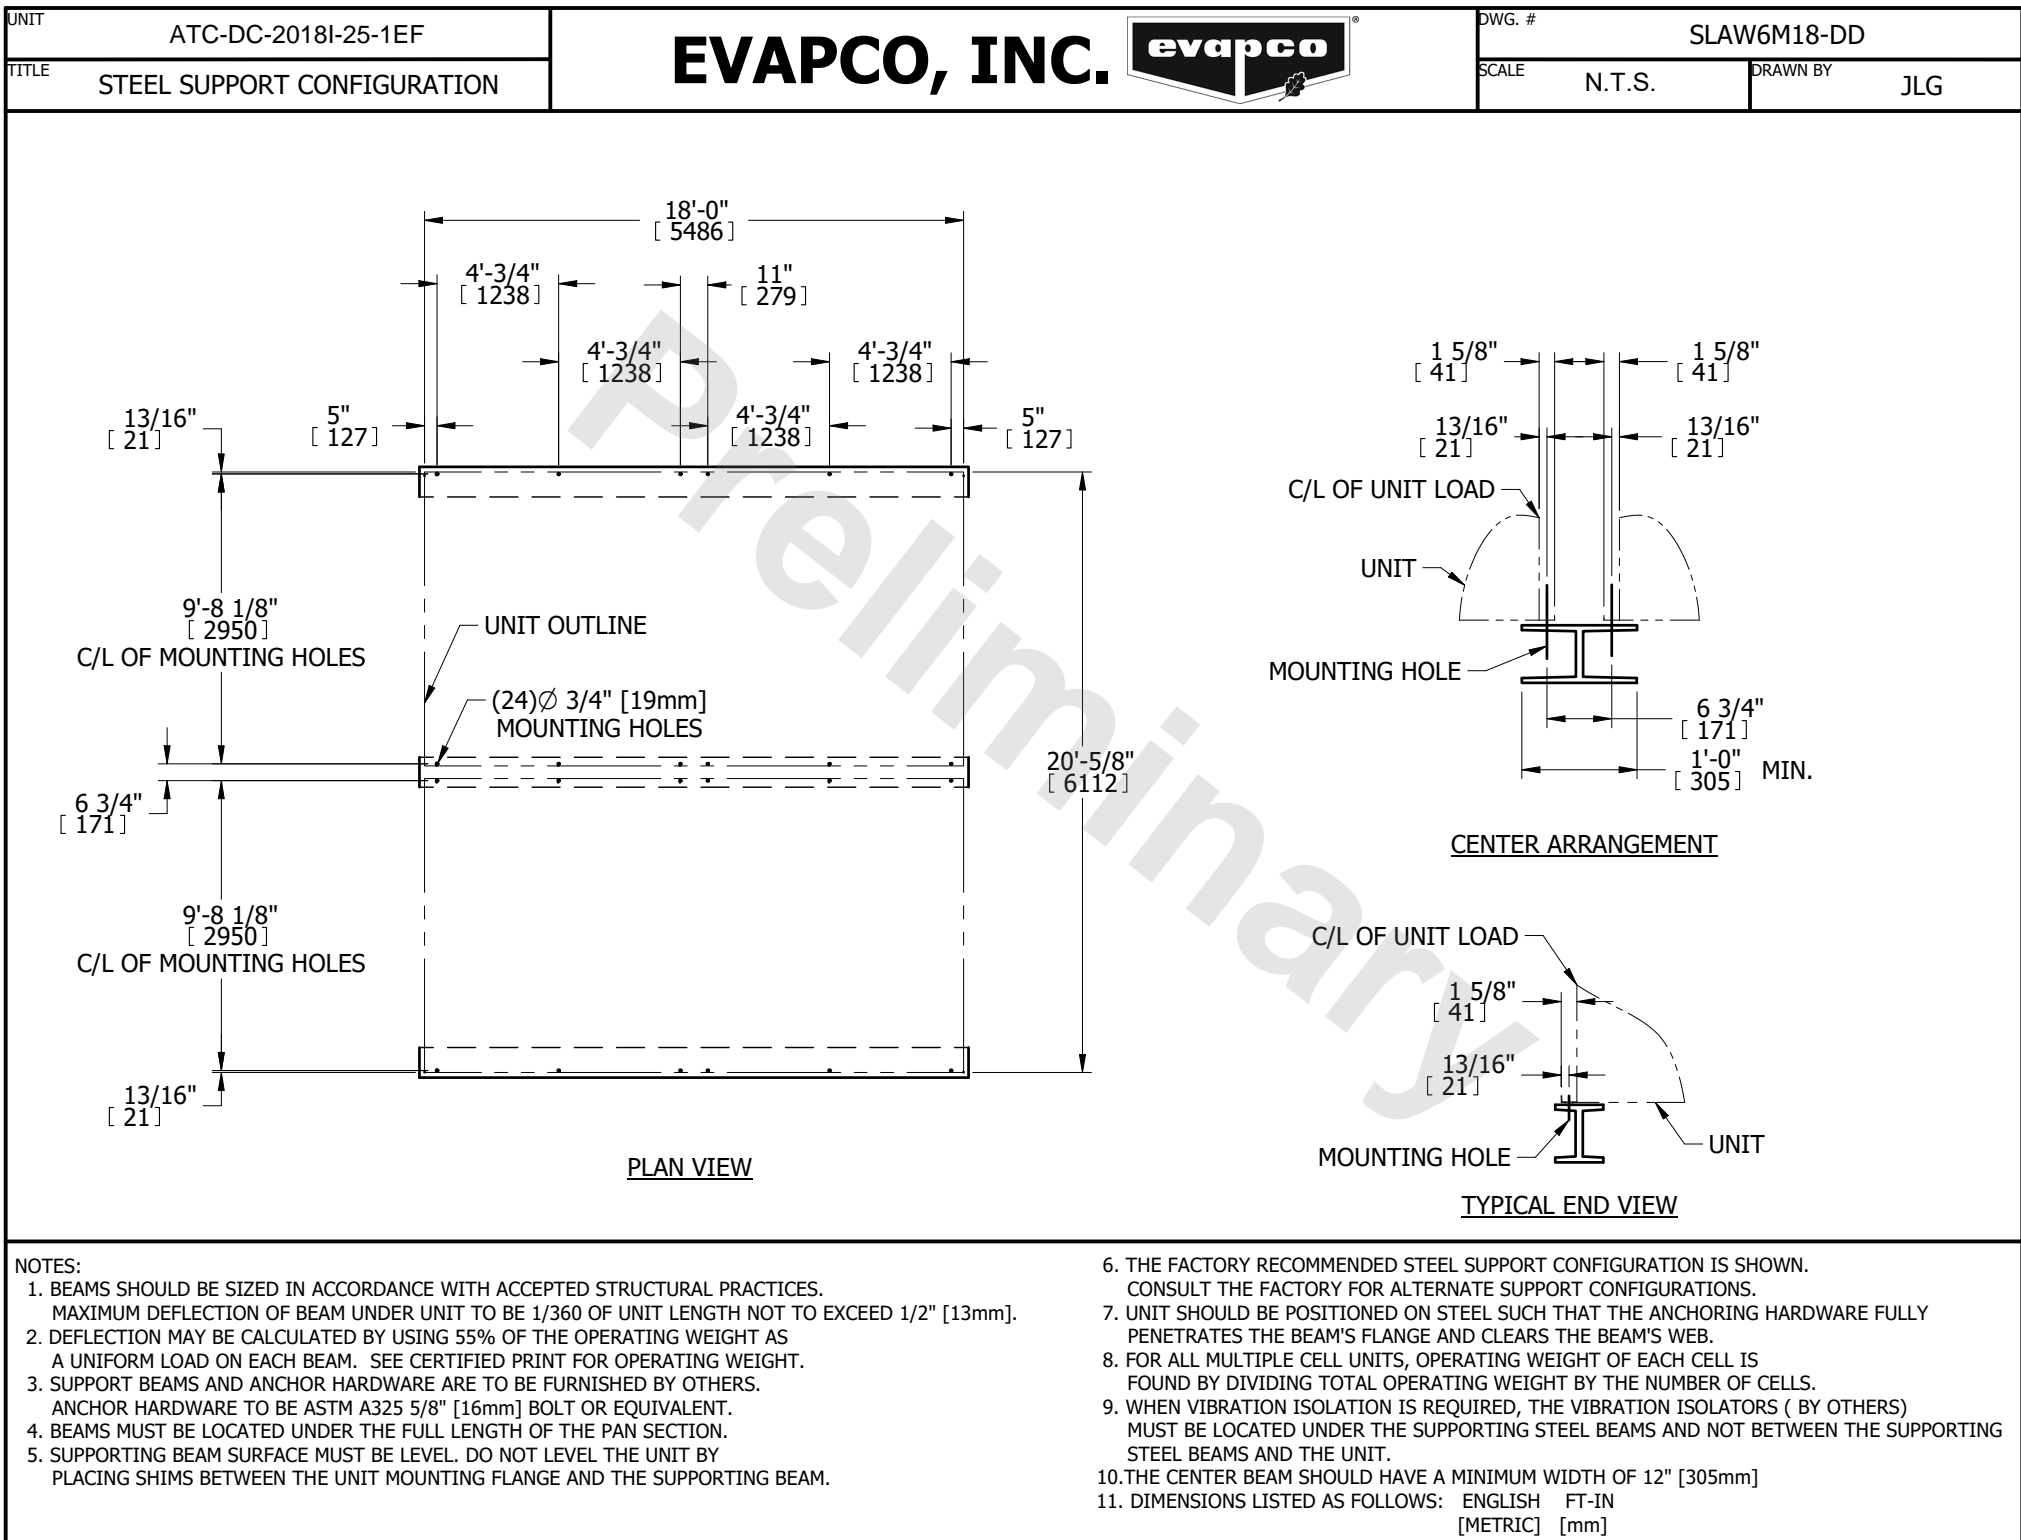 UNIT
ATC-DC-2018I-25-1EF
TITLE
STEEL SUPPORT CONFIGURATION
EVAPCO, INC.
evapco
®
DWG. #
SLAW6M18-DD
SCALE
N.T.S.
DRAWN BY
JLG
18'-0"
[ 5486 ]
4'-3/4"
[ 1238 ]
11"
[ 279 ]
4'-3/4"
[ 1238 ]
4'-3/4"
[ 1238 ]
13/16"
[ 21 ]
5"
[ 127 ]
4'-3/4"
[ 1238 ]
5"
[ 127 ]
9'-8 1/8"
[ 2950 ]
C/L OF MOUNTING HOLES
UNIT OUTLINE
(24)∅ 3/4" [19mm]
MOUNTING HOLES
6 3/4"
[ 171 ]
20'-5/8"
[ 6112 ]
9'-8 1/8"
[ 2950 ]
C/L OF MOUNTING HOLES
13/16"
[ 21 ]
PLAN VIEW
Preliminary
1 5/8"
[ 41 ]
1 5/8"
[ 41 ]
13/16"
[ 21 ]
13/16"
[ 21 ]
C/L OF UNIT LOAD
UNIT
MOUNTING HOLE
6 3/4"
[ 171 ]
1'-0"
[ 305 ] MIN.
CENTER ARRANGEMENT
C/L OF UNIT LOAD
1 5/8"
[ 41 ]
13/16"
[ 21 ]
MOUNTING HOLE
UNIT
TYPICAL END VIEW
NOTES:
1. BEAMS SHOULD BE SIZED IN ACCORDANCE WITH ACCEPTED STRUCTURAL PRACTICES.
MAXIMUM DEFLECTION OF BEAM UNDER UNIT TO BE 1/360 OF UNIT LENGTH NOT TO EXCEED 1/2" [13mm].
2. DEFLECTION MAY BE CALCULATED BY USING 55% OF THE OPERATING WEIGHT AS
A UNIFORM LOAD ON EACH BEAM. SEE CERTIFIED PRINT FOR OPERATING WEIGHT.
3. SUPPORT BEAMS AND ANCHOR HARDWARE ARE TO BE FURNISHED BY OTHERS.
ANCHOR HARDWARE TO BE ASTM A325 5/8" [16mm] BOLT OR EQUIVALENT.
4. BEAMS MUST BE LOCATED UNDER THE FULL LENGTH OF THE PAN SECTION.
5. SUPPORTING BEAM SURFACE MUST BE LEVEL. DO NOT LEVEL THE UNIT BY
PLACING SHIMS BETWEEN THE UNIT MOUNTING FLANGE AND THE SUPPORTING BEAM.
6. THE FACTORY RECOMMENDED STEEL SUPPORT CONFIGURATION IS SHOWN.
CONSULT THE FACTORY FOR ALTERNATE SUPPORT CONFIGURATIONS.
7. UNIT SHOULD BE POSITIONED ON STEEL SUCH THAT THE ANCHORING HARDWARE FULLY
PENETRATES THE BEAM'S FLANGE AND CLEARS THE BEAM'S WEB.
8. FOR ALL MULTIPLE CELL UNITS, OPERATING WEIGHT OF EACH CELL IS
FOUND BY DIVIDING TOTAL OPERATING WEIGHT BY THE NUMBER OF CELLS.
9. WHEN VIBRATION ISOLATION IS REQUIRED, THE VIBRATION ISOLATORS ( BY OTHERS)
MUST BE LOCATED UNDER THE SUPPORTING STEEL BEAMS AND NOT BETWEEN THE SUPPORTING
STEEL BEAMS AND THE UNIT.
10.THE CENTER BEAM SHOULD HAVE A MINIMUM WIDTH OF 12" [305mm]
11. DIMENSIONS LISTED AS FOLLOWS: ENGLISH FT-IN
[METRIC] [mm]